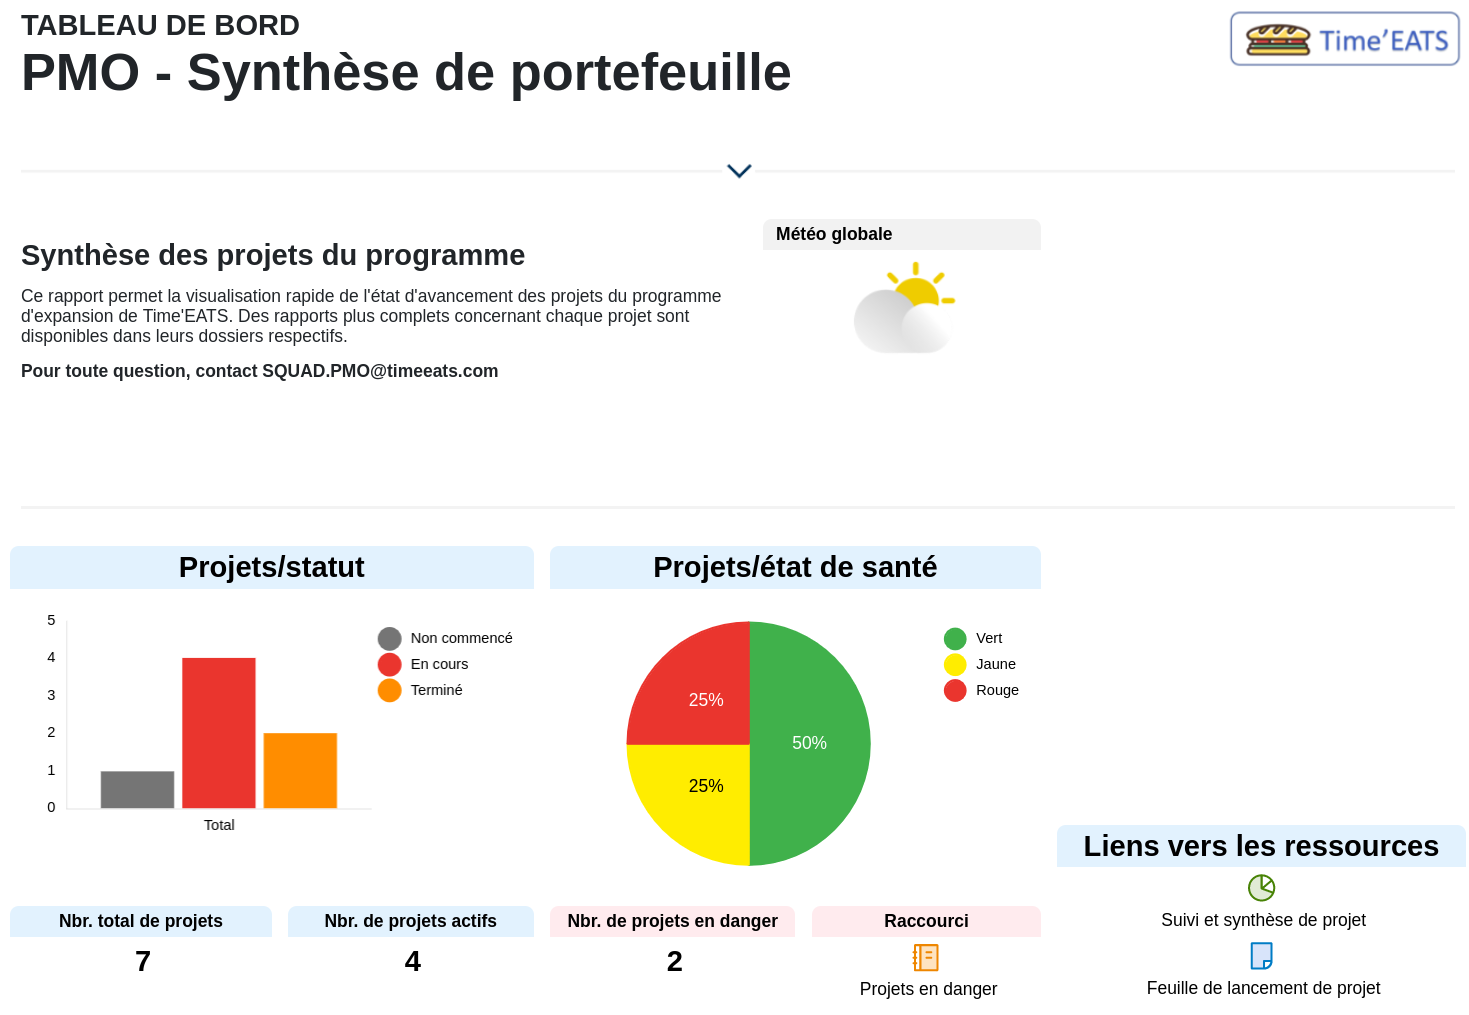 TABLEAU DE BORD
PMO - Synthèse de portefeuille
Time'EATS
Météo globale
Synthèse des projets du programme
Ce rapport permet la visualisation rapide de l'état d'avancement des projets du programme
d'expansion de Time'EATS. Des rapports plus complets concernant chaque projet sont
disponibles dans leurs dossiers respectifs.
Pour toute question, contact SQUAD.PMO@timeeats.com
Projets/statut
5
4
3
2
1
0
Total
Non commencé
En cours
Terminé
Projets/état de santé
25%
50%
25%
Vert
Jaune
Rouge
Liens vers les ressources
Suivi et synthèse de projet
Feuille de lancement de projet
Nbr. total de projets
7
Nbr. de projets actifs
4
Nbr. de projets en danger
2
Raccourci
Projets en danger